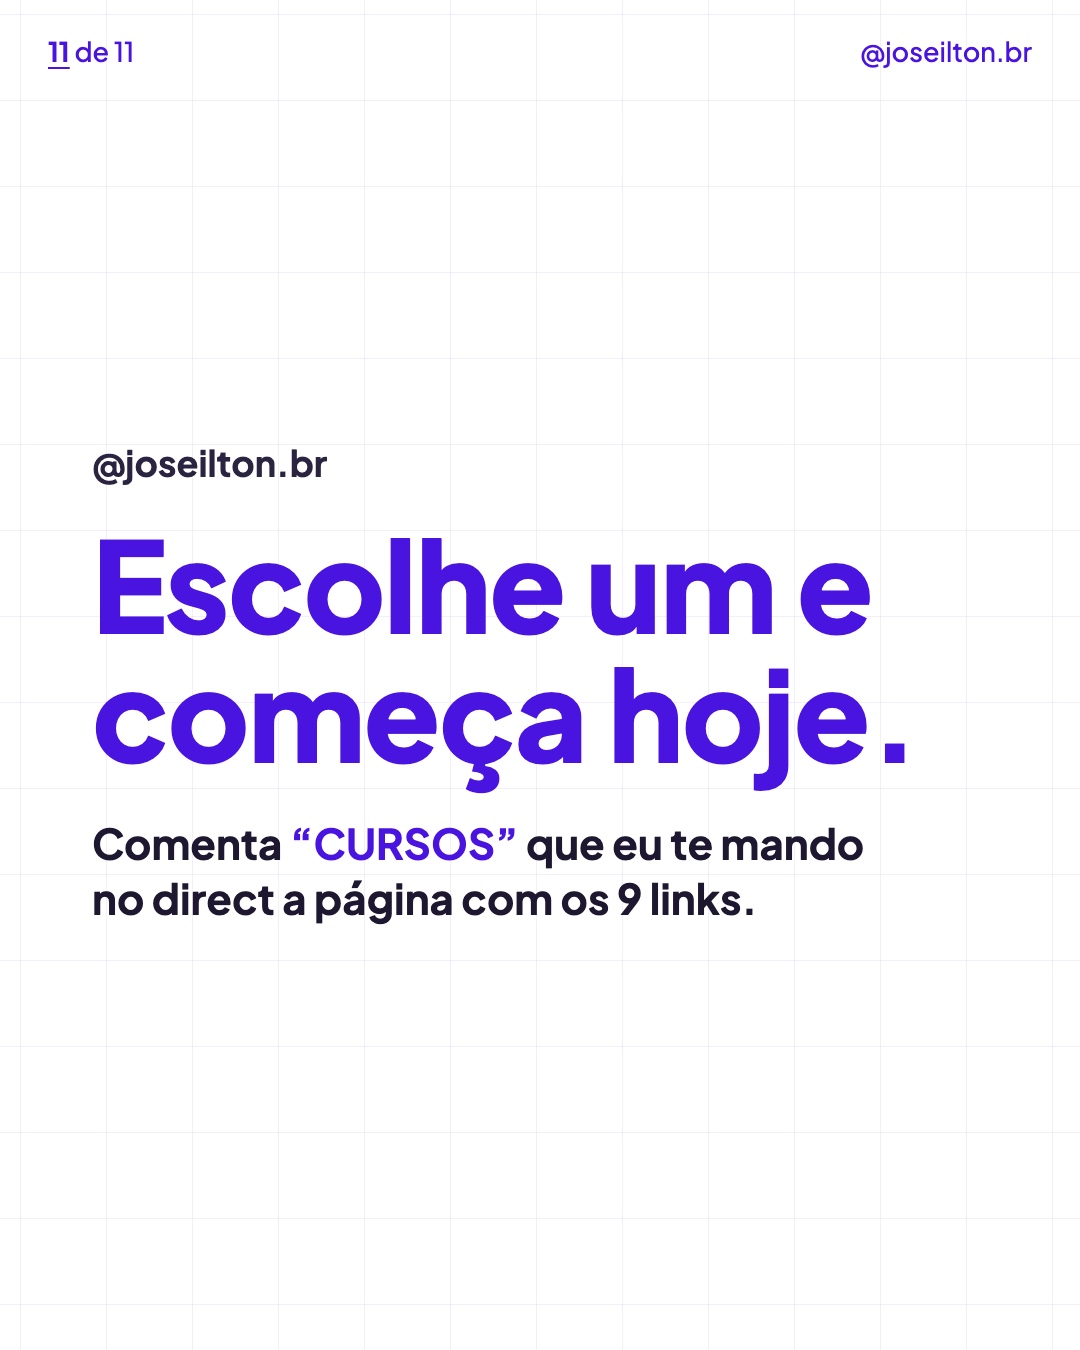 11 de 11
@joseilton.br
@joseilton.br
Escolhe um e
começa hoje.
Comenta “CURSOS” que eu te mando
no direct a página com os 9 links.